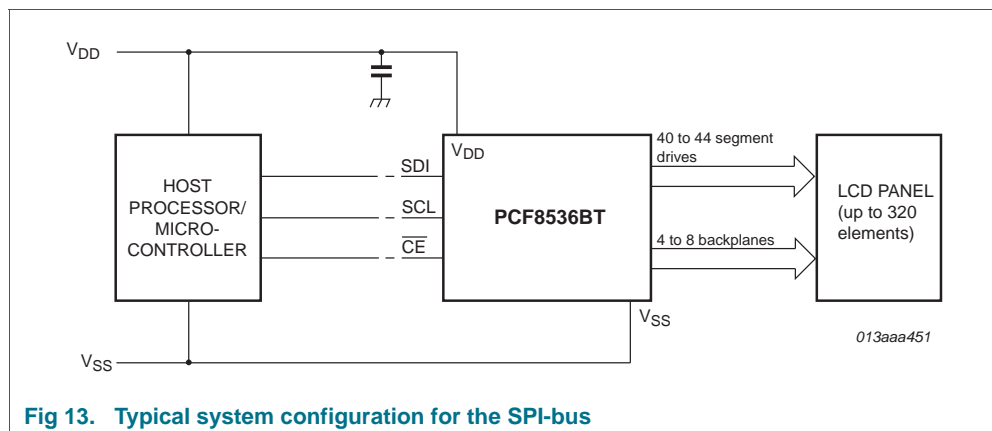 VDD
HOST
PROCESSOR/
MICRO-
CONTROLLER
SDI
SCL
CE
VDD
PCF8536BT
VSS
40 to 44 segment
drives
4 to 8 backplanes
LCD PANEL
(up to 320
elements)
VSS
013aaa451
Fig 13. Typical system configuration for the SPI-bus